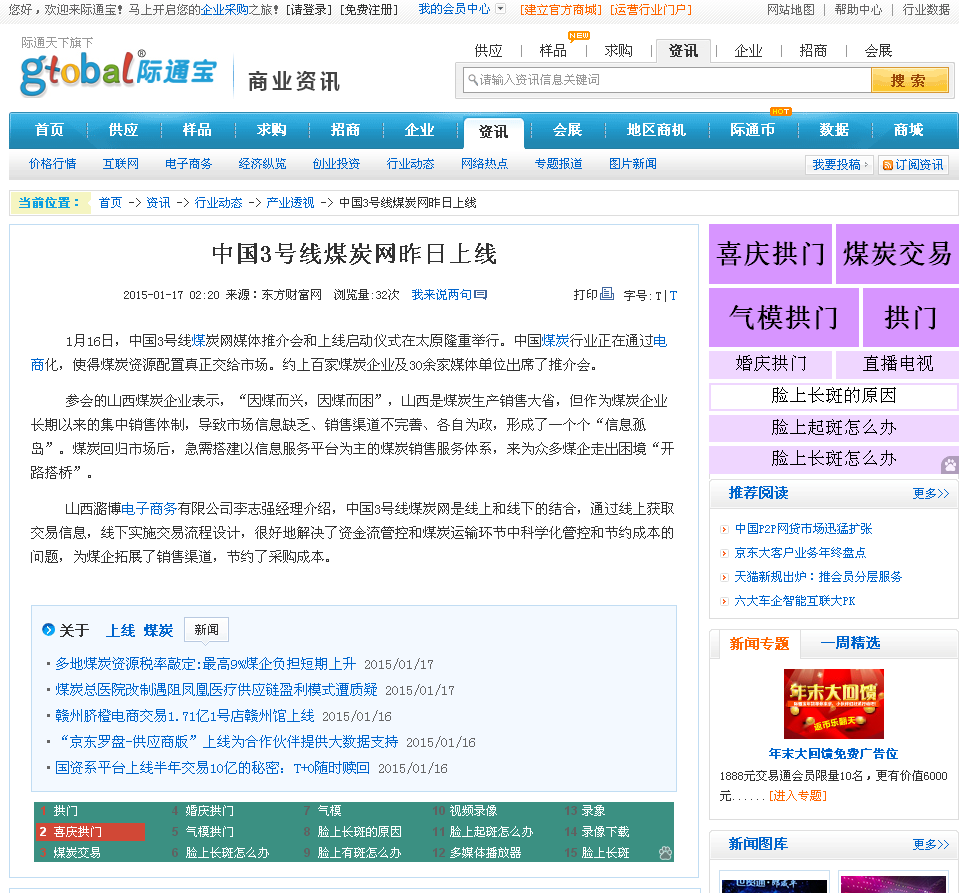 您好，欢迎来际通宝！马上开启您的企业采购之旅！[请登录] [免费注册] 我的会员中心 [建立官方商城] [运营行业门户] 网站地图 | 帮助中心 | 行业数据
际通天下旗下
gtobal际通宝® 商业资讯
供应 | 样品 NEW | 求购 | 资讯 | 企业 | 招商 | 会展
请输入资讯信息关键词 搜 索
首页 供应 样品 求购 招商 企业 资讯 会展 地区商机 际通币 HOT 数据 商城
价格行情 互联网 电子商务 经济纵览 创业投资 行业动态 网络热点 专题报道 图片新闻 我要投稿 订阅资讯
当前位置： 首页 -> 资讯 -> 行业动态 -> 产业透视 -> 中国3号线煤炭网昨日上线
中国3号线煤炭网昨日上线
2015-01-17 02:20 来源：东方财富网 浏览量:32次 我来说两句 打印 字号:T|T
1月16日，中国3号线煤炭网媒体推介会和上线启动仪式在太原隆重举行。中国煤炭行业正在通过电
商化，使得煤炭资源配置真正交给市场。约上百家煤炭企业及30余家媒体单位出席了推介会。
参会的山西煤炭企业表示，“因煤而兴，因煤而困”，山西是煤炭生产销售大省，但作为煤炭企业
长期以来的集中销售体制，导致市场信息缺乏、销售渠道不完善、各自为政，形成了一个个“信息孤
岛”。煤炭回归市场后，急需搭建以信息服务平台为主的煤炭销售服务体系，来为众多煤企走出困境“开
路搭桥”。
山西潞博电子商务有限公司李志强经理介绍，中国3号线煤炭网是线上和线下的结合，通过线上获取
交易信息，线下实施交易流程设计，很好地解决了资金流管控和煤炭运输环节中科学化管控和节约成本的
问题，为煤企拓展了销售渠道，节约了采购成本。
关于 上线 煤炭 新闻
多地煤炭资源税率敲定:最高9%煤企负担短期上升 2015/01/17
煤炭总医院改制遇阻凤凰医疗供应链盈利模式遭质疑 2015/01/17
赣州脐橙电商交易1.71亿1号店赣州馆上线 2015/01/16
“京东罗盘-供应商版”上线为合作伙伴提供大数据支持 2015/01/16
国资系平台上线半年交易10亿的秘密：T+0随时赎回 2015/01/16
1 拱门 4 婚庆拱门 7 气模 10 视频录像 13 录象
2 喜庆拱门 5 气模拱门 8 脸上长斑的原因 11 脸上起斑怎么办 14 录像下载
3 煤炭交易 6 脸上长斑怎么办 9 脸上有斑怎么办 12 多媒体播放器 15 脸上长斑
喜庆拱门 煤炭交易
气模拱门 拱门
婚庆拱门 直播电视
脸上长斑的原因
脸上起斑怎么办
脸上长斑怎么办
推荐阅读 更多>>
中国P2P网贷市场迅猛扩张
京东大客户业务年终盘点
天猫新规出炉：推会员分层服务
六大车企智能互联大PK
新闻专题 一周精选
年末大回馈
返币乐翻天
年末大回馈免费广告位
1888元交易通会员限量10名，更有价值6000
元......[进入专题]
新闻图库 更多>>